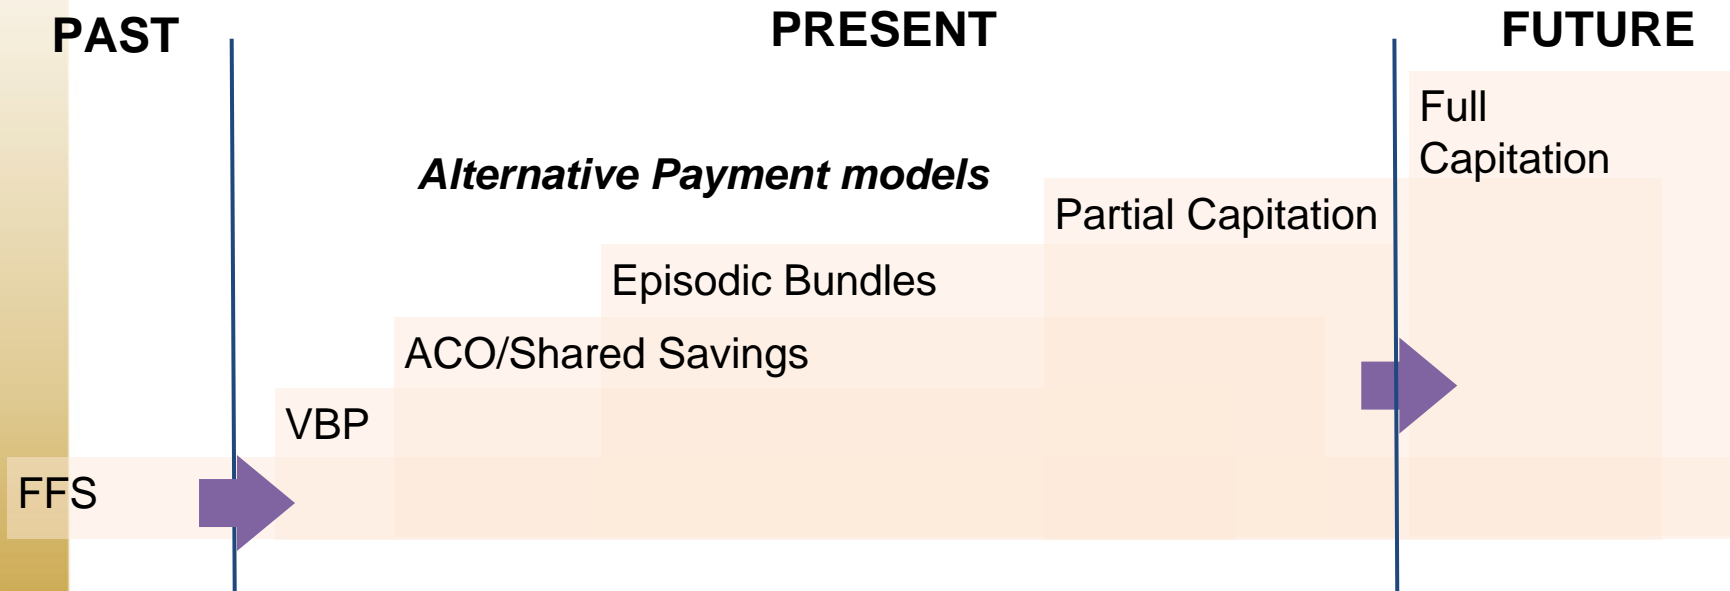 PAST
PRESENT
FUTURE
Full
Capitation
Alternative Payment models
Partial Capitation
Episodic Bundles
ACO/Shared Savings
VBP
FFS